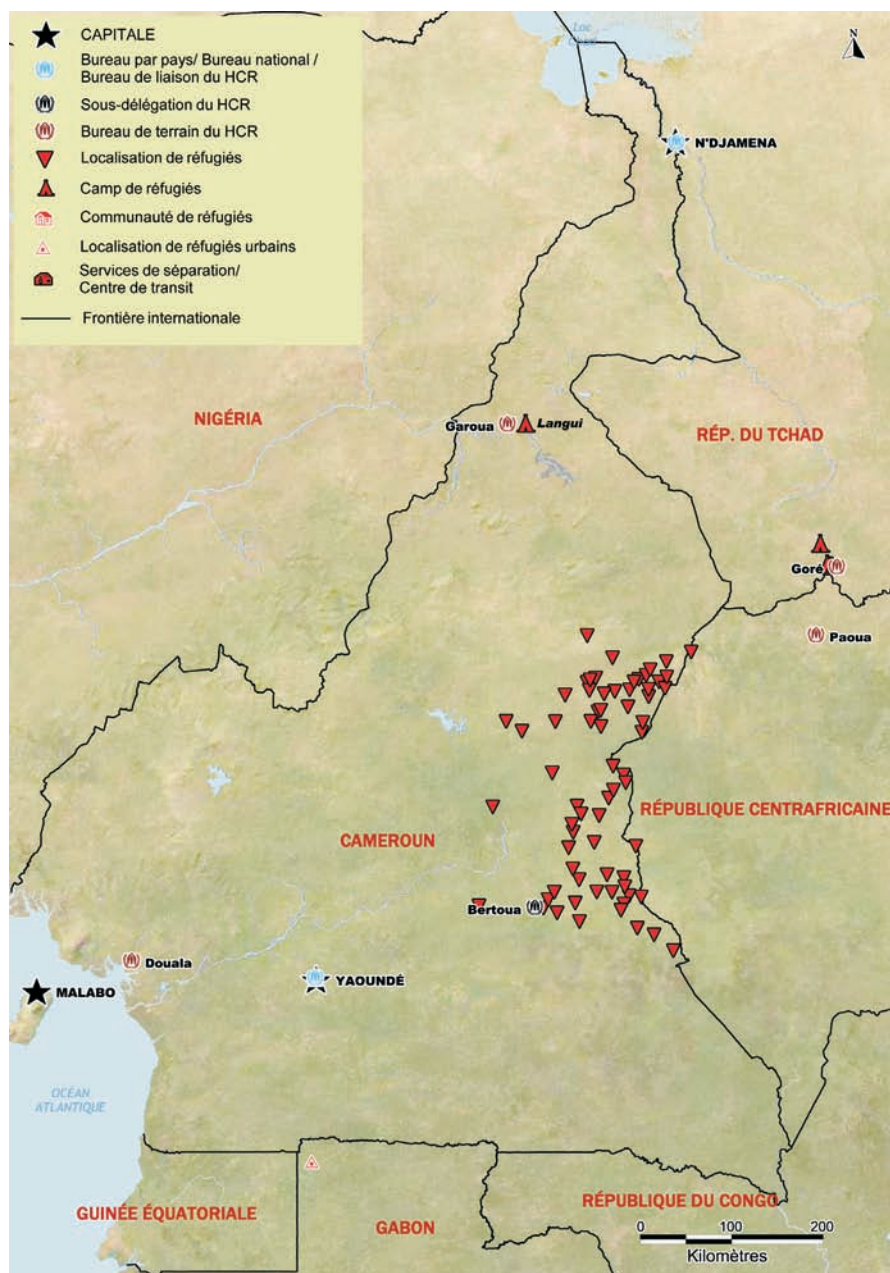 CAPITALE
Bureau par pays/ Bureau national /
Bureau de liaison du HCR
Sous-délégation du HCR
Bureau de terrain du HCR
Localisation de réfugiés
Camp de réfugiés
Communauté de réfugiés
Localisation de réfugiés urbains
Services de séparation/
Centre de transit
Frontière internationale
N
N'DJAMENA
NIGÉRIA
Garoua
Langui
RÉP. DU TCHAD
Goré
Paoua
RÉPUBLIQUE CENTRAFRICAINE
CAMEROUN
Bertoua
Douala
YAOUNDÉ
MALABO
OCÉAN
ATLANTIQUE
GUINÉE ÉQUATORIALE
GABON
RÉPUBLIQUE DU CONGO
0 100 200
Kilomètres